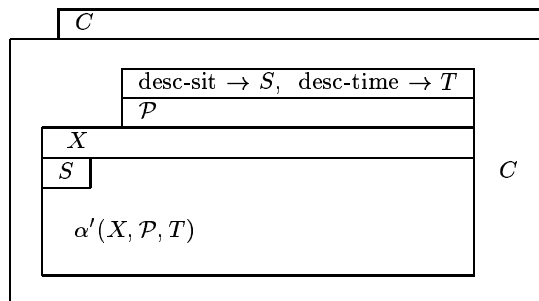 C
desc-sit → S, desc-time → T
𝒫
X
S
C
α′(X, 𝒫, T)